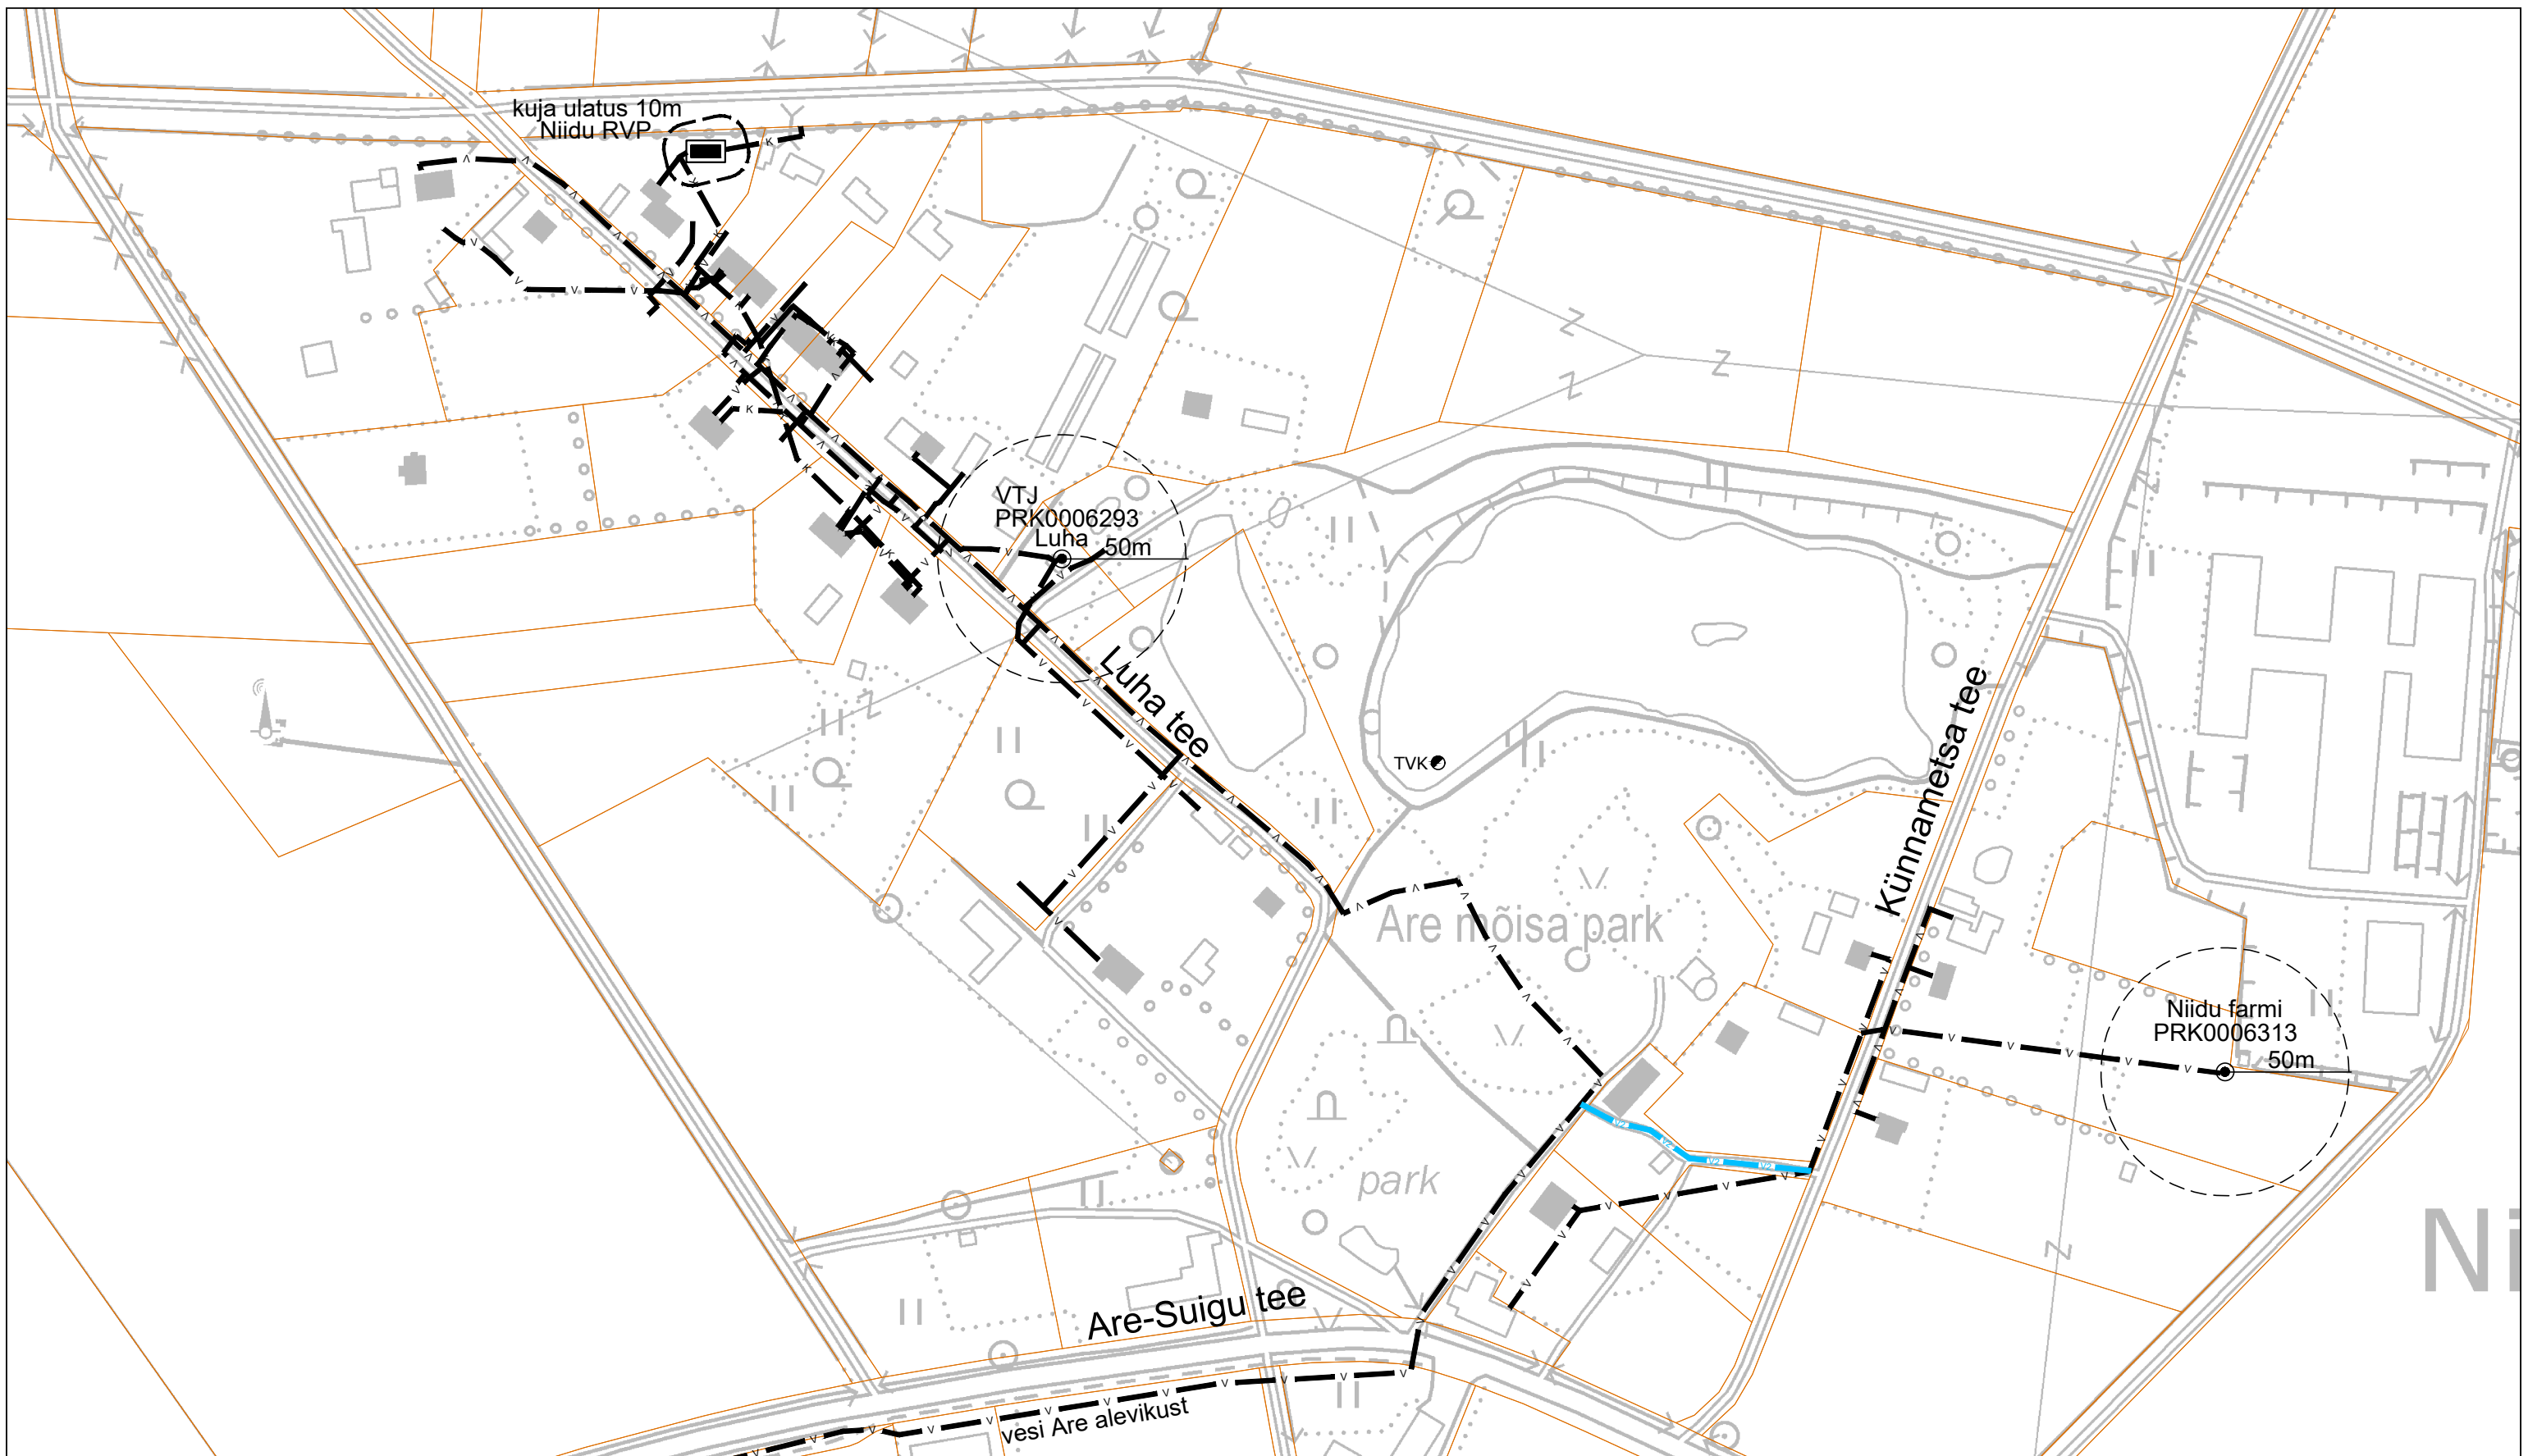 kuja ulatus 10m
Niidu RVP
VTJ
PRK0006293
Luha
50m
Luha tee
TVK
Künnametsa tee
Are mõisa park
Niidu farmi
PRK0006313
50m
park
Ni
Are-Suigu tee
vesi Are alevikust